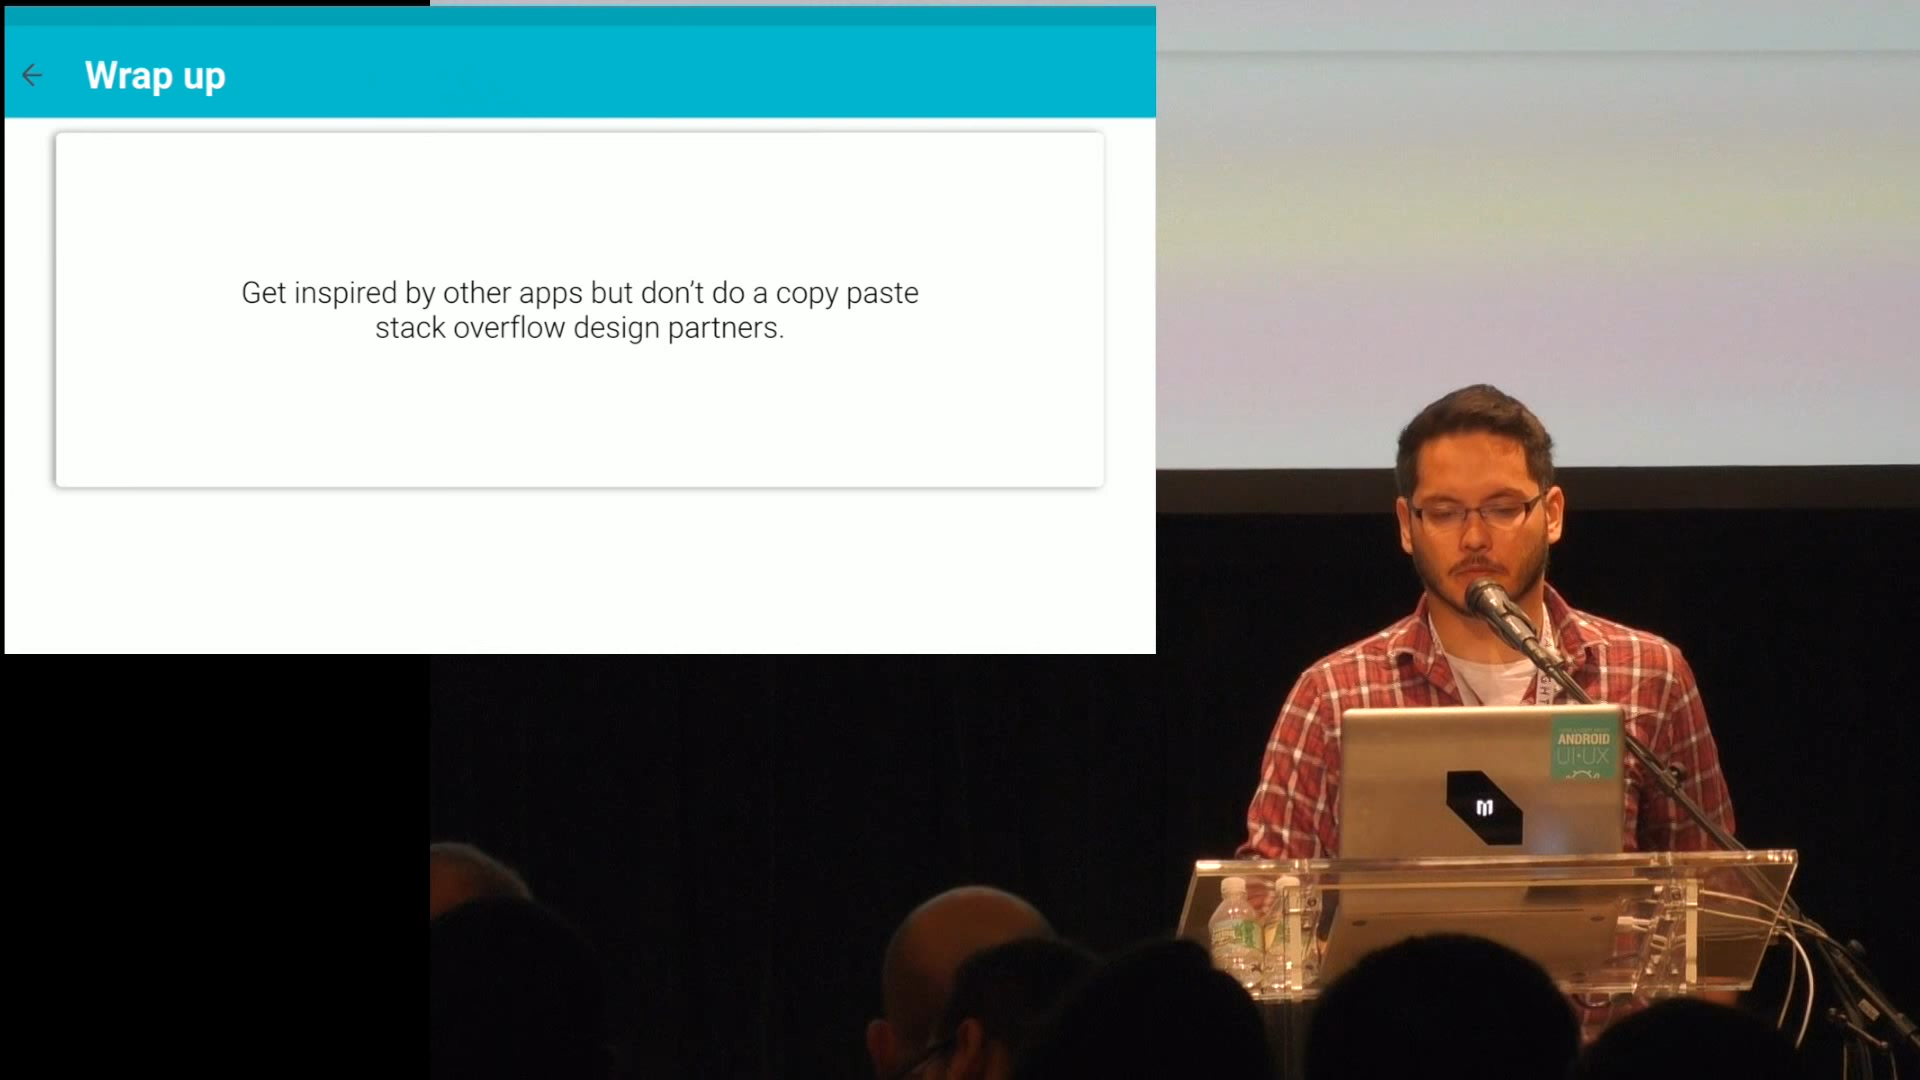 Wrap up
Get inspired by other apps but don’t do a copy paste
stack overflow design partners.
ANDROID
UI•UX